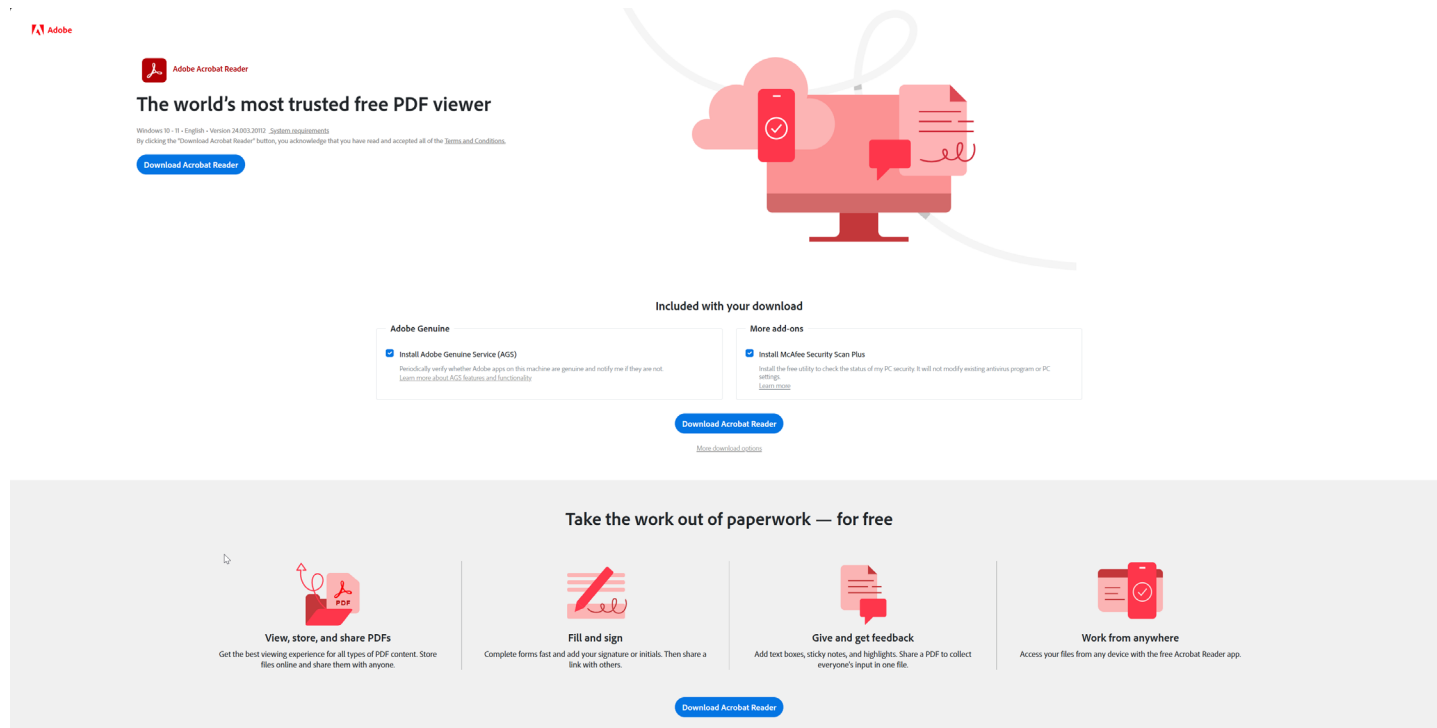 Adobe
Adobe Acrobat Reader
The world's most trusted free PDF viewer
Windows 10 - 11 • English • Version 24.003.20112 System requirements
By clicking the "Download Acrobat Reader" button, you acknowledge that you have read and accepted all of the Terms and Conditions.
Download Acrobat Reader
Included with your download
Adobe Genuine
Install Adobe Genuine Service (AGS)
Periodically verify whether Adobe apps on this machine are genuine and notify me if they are not.
Learn more about AGS features and functionality
More add-ons
Install McAfee Security Scan Plus
Install the free utility to check the status of my PC security. It will not modify existing antivirus program or PC
settings
Learn more
Download Acrobat Reader
More download options
Take the work out of paperwork — for free
PDF
View, store, and share PDFs
Get the best viewing experience for all types of PDF content. Store
files online and share them with anyone.
Fill and sign
Complete forms fast and add your signature or initials. Then share a
link with others.
Give and get feedback
Add text boxes, sticky notes, and highlights. Share a PDF to collect
everyone's input in one file.
Work from anywhere
Access your files from any device with the free Acrobat Reader app.
Download Acrobat Reader